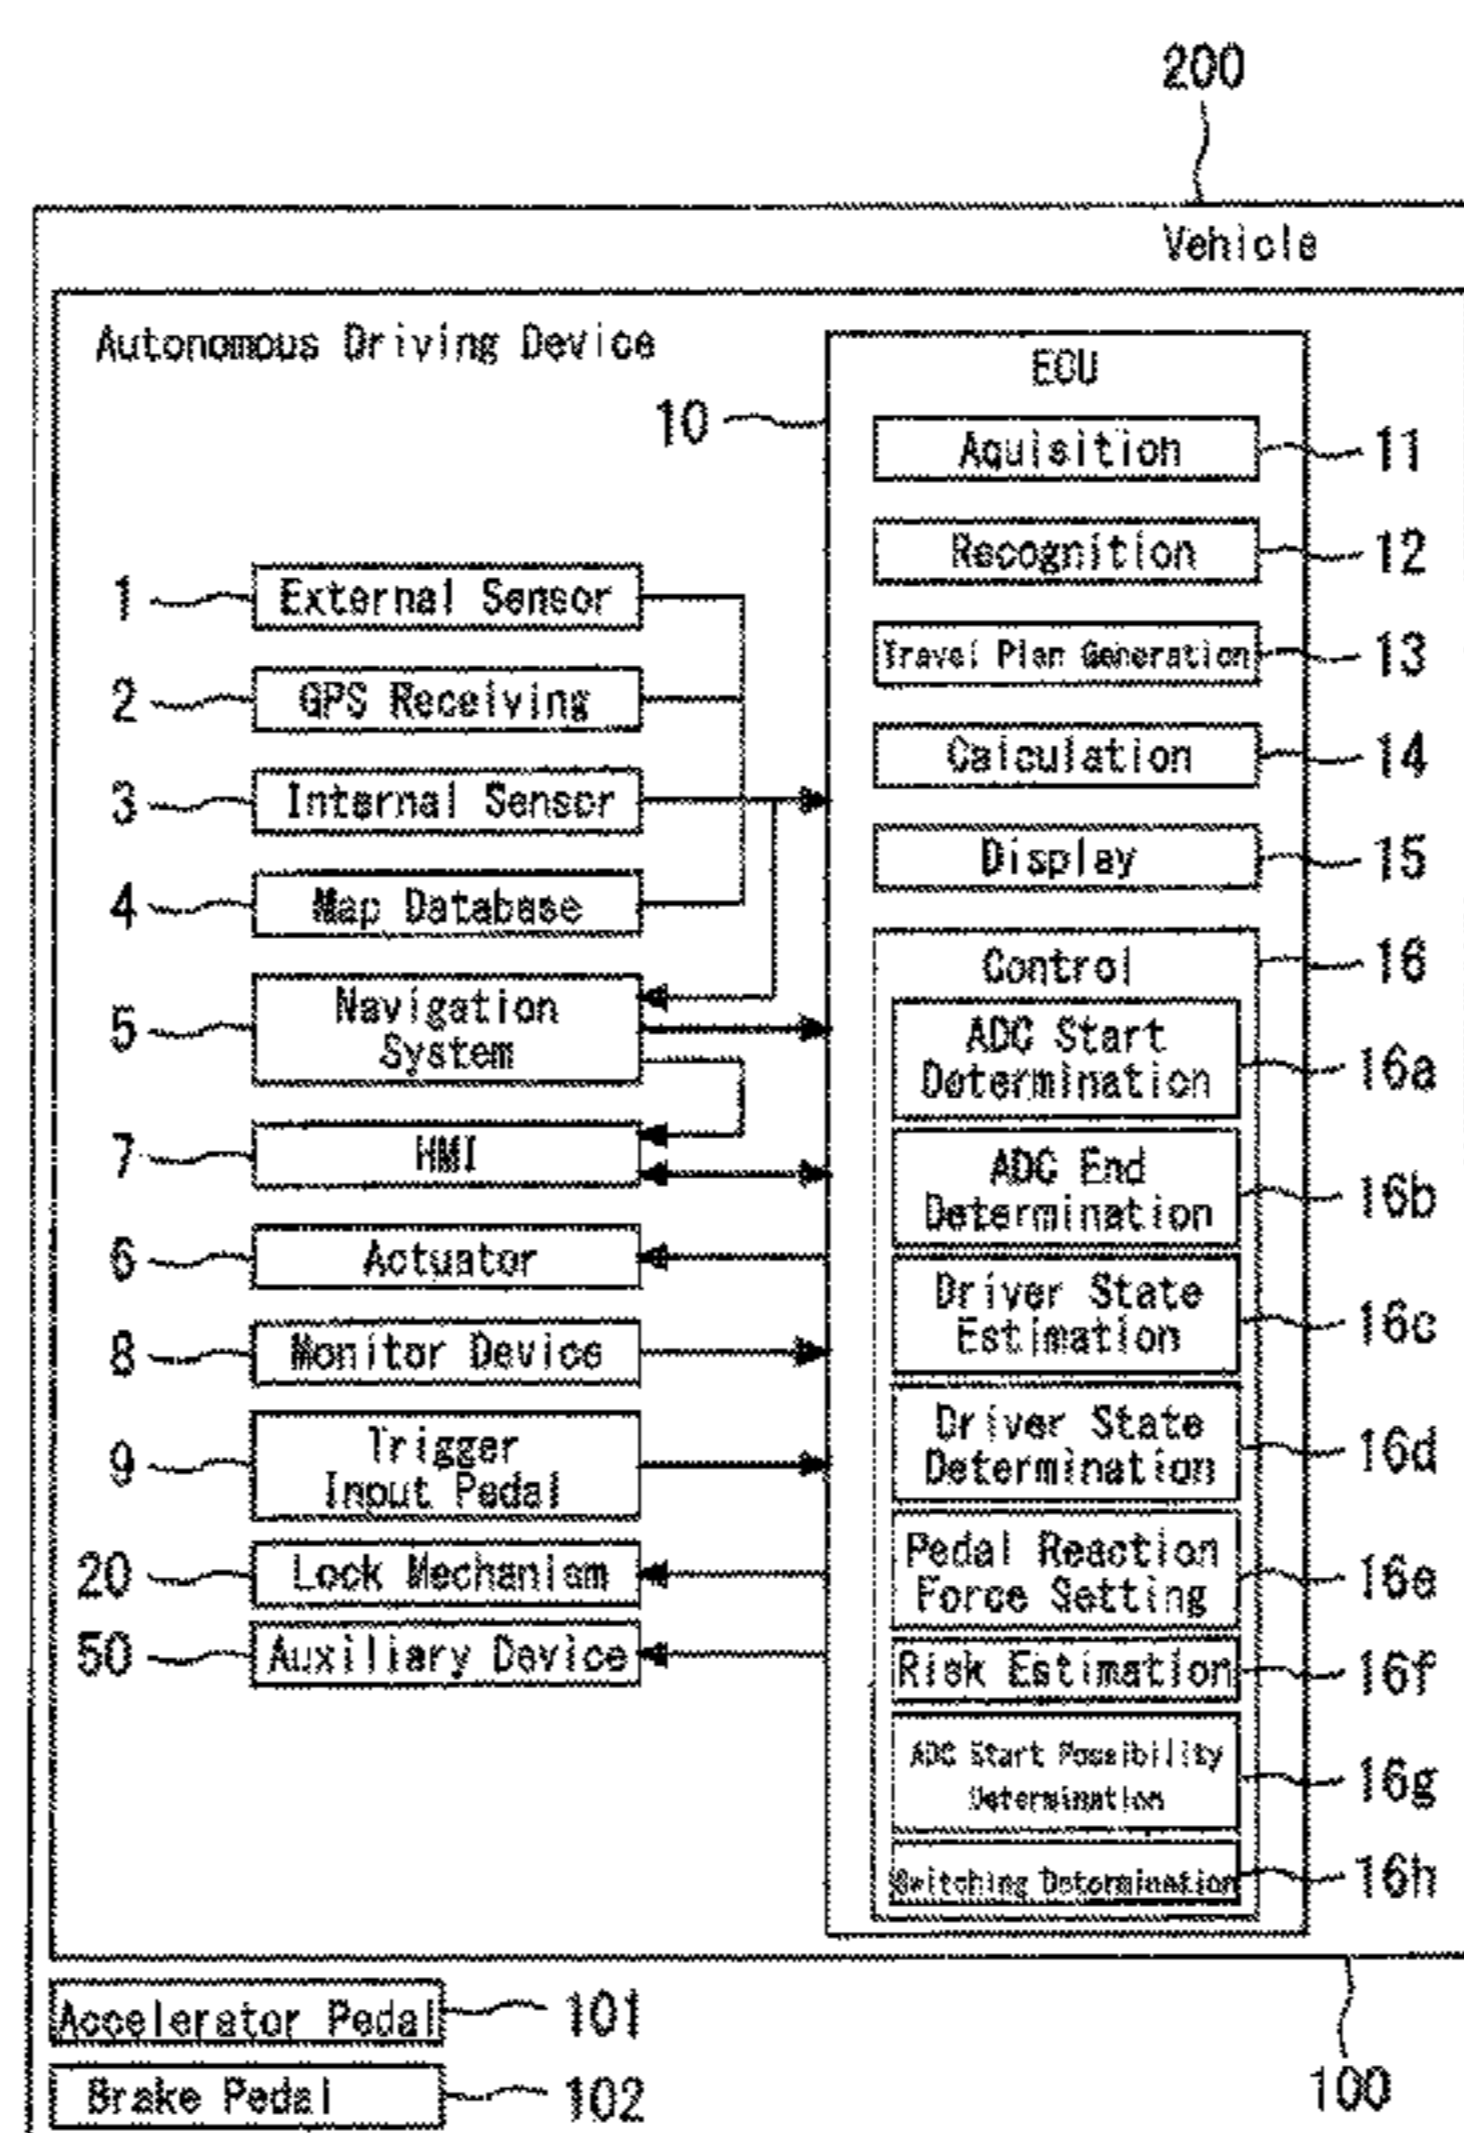 200
Vehicle
Autonomous Driving Device
ECU
10
Aquisition
11
Recognition
12
1
External Sensor
Travel Plan Generation
13
2
GPS Receiving
Calculation
14
3
Internal Sensor
Display
15
4
Map Database
Control
16
5
Navigation
System
ADC Start
Determination
16a
7
HMI
ADC End
Determination
16b
6
Actuator
Driver State
Estimation
16c
8
Monitor Device
Driver State
Determination
16d
9
Trigger
Input Pedal
Pedal Reaction
Force Setting
16e
20
Lock Mechanism
Risk Estimation
16f
50
Auxiliary Device
ADC Start Possibility
Determination
16g
Switching Determination
16h
Accelerator Pedal
101
Brake Pedal
102
100